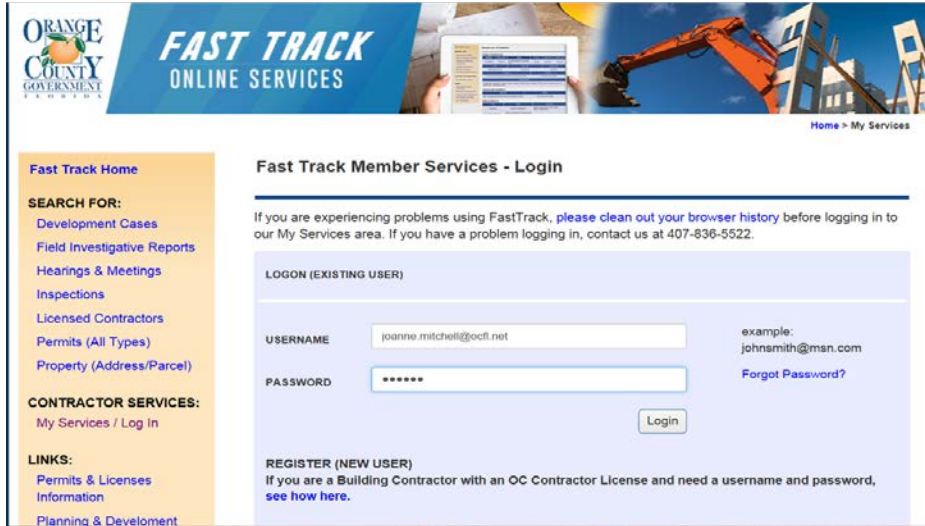 ORANGE
COUNTY
GOVERNMENT
FLORIDA
FAST TRACK
ONLINE SERVICES
Home > My Services
Fast Track Home
SEARCH FOR:
Development Cases
Field Investigative Reports
Hearings & Meetings
Inspections
Licensed Contractors
Permits (All Types)
Property (Address/Parcel)
CONTRACTOR SERVICES:
My Services / Log In
LINKS:
Permits & Licenses
Information
Planning & Develoment
Fast Track Member Services - Login
If you are experiencing problems using FastTrack, please clean out your browser history before logging in to
our My Services area. If you have a problem logging in, contact us at 407-836-5522.
LOGON (EXISTING USER)
USERNAME
joanne.mitchell@ocfl.net
example:
johnsmith@msn.com
PASSWORD
••••••
Forgot Password?
Login
REGISTER (NEW USER)
If you are a Building Contractor with an OC Contractor License and need a username and password,
see how here.